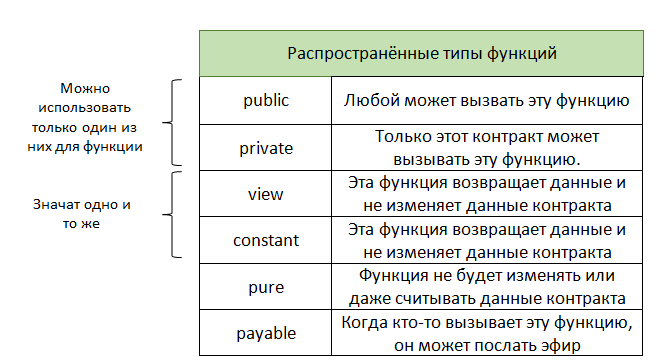 Распространённые типы функций
Можно
использовать
только один из
них для функции
public
Любой может вызвать эту функцию
private
Только этот контракт может
вызывать эту функцию.
Значат одно и
то же
view
Эта функция возвращает данные и
не изменяет данные контракта
constant
Эта функция возвращает данные и
не изменяет данные контракта
pure
Функция не будет изменять или
даже считывать данные контракта
payable
Когда кто-то вызывает эту функцию,
он может послать эфир